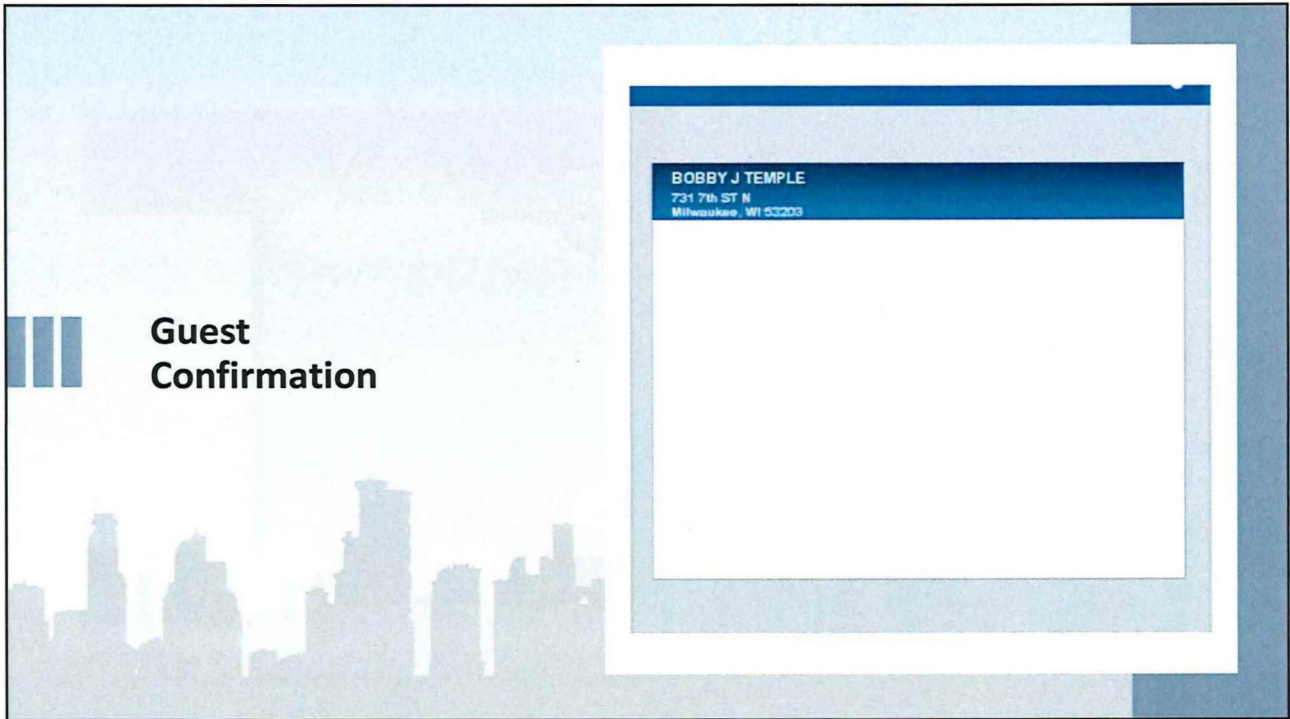 Guest
Confirmation
BOBBY J TEMPLE
731 7th ST N
Milwaukee, WI 53203